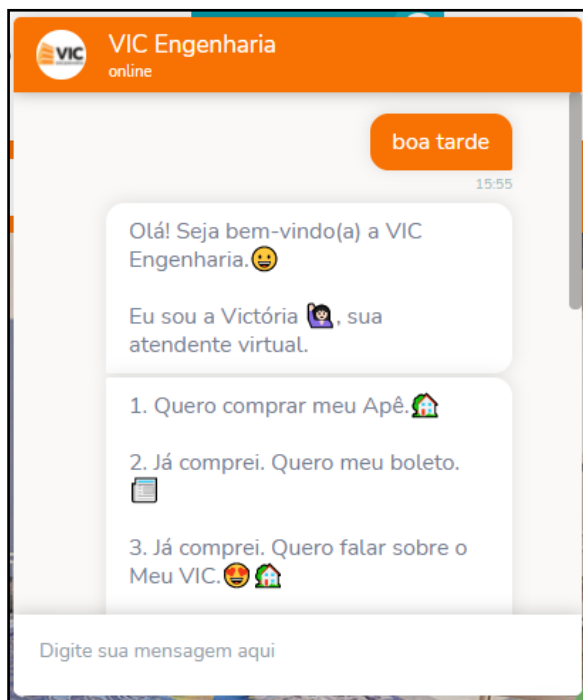 VIC
VIC Engenharia
online
boa tarde
15:55
Olá! Seja bem-vindo(a) a VIC
Engenharia.😀
Eu sou a Victória 🙋🏻‍♀️, sua
atendente virtual.
1. Quero comprar meu Apê.🏡
2. Já comprei. Quero meu boleto.
📰
3. Já comprei. Quero falar sobre o
Meu VIC.😍🏡
Digite sua mensagem aqui